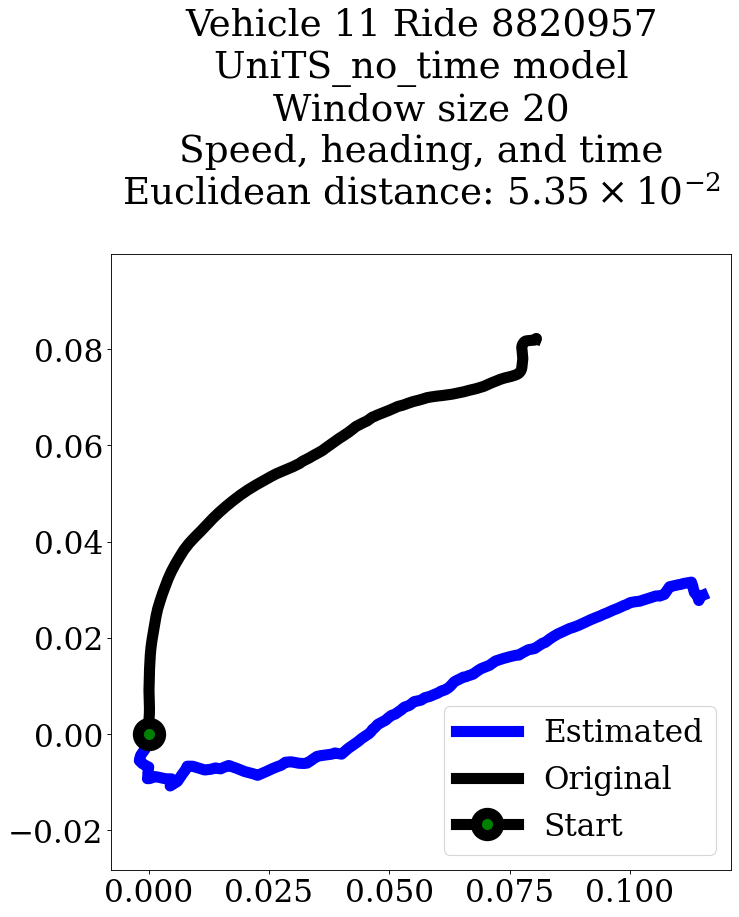 Vehicle 11 Ride 8820957
UniTS_no_time model
Window size 20
Speed, heading, and time
Euclidean distance: 5.35 × 10⁻²
0.08
0.06
0.04
0.02
0.00
−0.02
0.000 0.025 0.050 0.075 0.100
Estimated
Original
Start